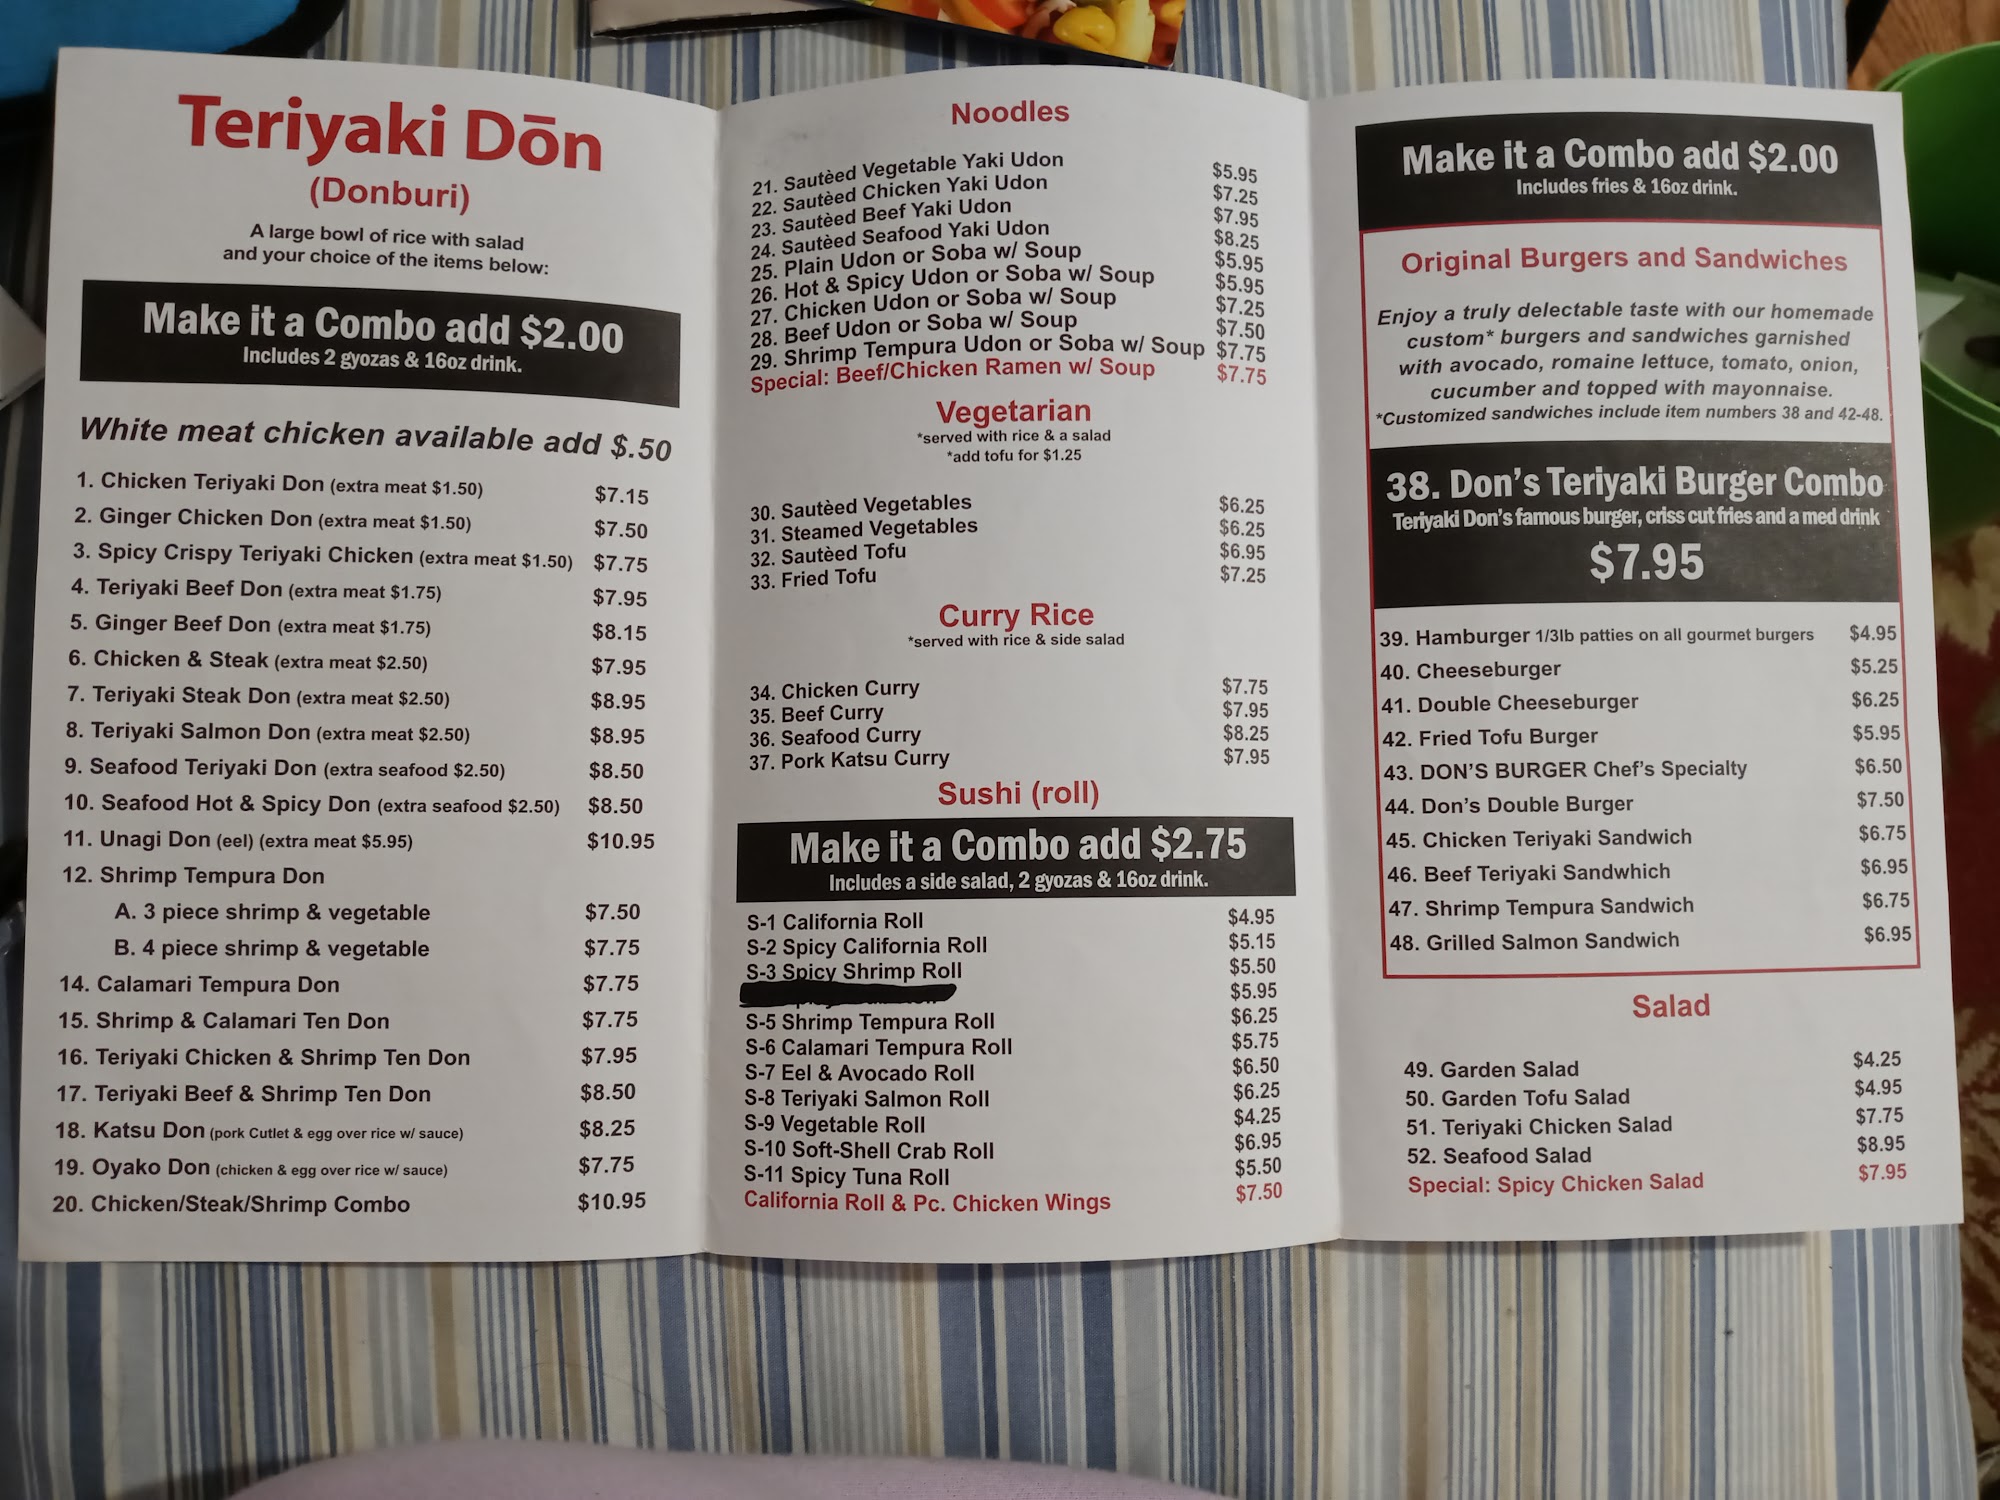 Teriyaki Dōn
(Donburi)
A large bowl of rice with salad
and your choice of the items below:
Make it a Combo add $2.00
Includes 2 gyozas & 16oz drink.
White meat chicken available add $.50
1. Chicken Teriyaki Don (extra meat $1.50) $7.15
2. Ginger Chicken Don (extra meat $1.50) $7.50
3. Spicy Crispy Teriyaki Chicken (extra meat $1.50) $7.75
4. Teriyaki Beef Don (extra meat $1.75) $7.95
5. Ginger Beef Don (extra meat $1.75) $8.15
6. Chicken & Steak (extra meat $2.50) $7.95
7. Teriyaki Steak Don (extra meat $2.50) $8.95
8. Teriyaki Salmon Don (extra meat $2.50) $8.95
9. Seafood Teriyaki Don (extra seafood $2.50) $8.50
10. Seafood Hot & Spicy Don (extra seafood $2.50) $8.50
11. Unagi Don (eel) (extra meat $5.95) $10.95
12. Shrimp Tempura Don
A. 3 piece shrimp & vegetable $7.50
B. 4 piece shrimp & vegetable $7.75
14. Calamari Tempura Don $7.75
15. Shrimp & Calamari Ten Don $7.75
16. Teriyaki Chicken & Shrimp Ten Don $7.95
17. Teriyaki Beef & Shrimp Ten Don $8.50
18. Katsu Don (pork Cutlet & egg over rice w/ sauce) $8.25
19. Oyako Don (chicken & egg over rice w/ sauce) $7.75
20. Chicken/Steak/Shrimp Combo $10.95
Noodles
21. Sautèed Vegetable Yaki Udon $5.95
22. Sautèed Chicken Yaki Udon $7.25
23. Sautèed Beef Yaki Udon $7.95
24. Sautèed Seafood Yaki Udon $8.25
25. Plain Udon or Soba w/ Soup $5.95
26. Hot & Spicy Udon or Soba w/ Soup $5.95
27. Chicken Udon or Soba w/ Soup $7.25
28. Beef Udon or Soba w/ Soup $7.50
29. Shrimp Tempura Udon or Soba w/ Soup $7.75
Special: Beef/Chicken Ramen w/ Soup $7.75
Vegetarian
*served with rice & a salad
*add tofu for $1.25
30. Sautèed Vegetables $6.25
31. Steamed Vegetables $6.25
32. Sautèed Tofu $6.95
33. Fried Tofu $7.25
Curry Rice
*served with rice & side salad
34. Chicken Curry $7.75
35. Beef Curry $7.95
36. Seafood Curry $8.25
37. Pork Katsu Curry $7.95
Sushi (roll)
Make it a Combo add $2.75
Includes a side salad, 2 gyozas & 16oz drink.
S-1 California Roll $4.95
S-2 Spicy California Roll $5.15
S-3 Spicy Shrimp Roll $5.50
$5.95
S-5 Shrimp Tempura Roll $6.25
S-6 Calamari Tempura Roll $5.75
S-7 Eel & Avocado Roll $6.50
S-8 Teriyaki Salmon Roll $6.25
S-9 Vegetable Roll $4.25
S-10 Soft-Shell Crab Roll $6.95
S-11 Spicy Tuna Roll $5.50
California Roll & Pc. Chicken Wings $7.50
Make it a Combo add $2.00
Includes fries & 16oz drink.
Original Burgers and Sandwiches
Enjoy a truly delectable taste with our homemade
custom* burgers and sandwiches garnished
with avocado, romaine lettuce, tomato, onion,
cucumber and topped with mayonnaise.
*Customized sandwiches include item numbers 38 and 42-48.
38. Don's Teriyaki Burger Combo
Teriyaki Don's famous burger, criss cut fries and a med drink
$7.95
39. Hamburger 1/3lb patties on all gourmet burgers $4.95
40. Cheeseburger $5.25
41. Double Cheeseburger $6.25
42. Fried Tofu Burger $5.95
43. DON'S BURGER Chef's Specialty $6.50
44. Don's Double Burger $7.50
45. Chicken Teriyaki Sandwich $6.75
46. Beef Teriyaki Sandwhich $6.95
47. Shrimp Tempura Sandwich $6.75
48. Grilled Salmon Sandwich $6.95
Salad
49. Garden Salad $4.25
50. Garden Tofu Salad $4.95
51. Teriyaki Chicken Salad $7.75
52. Seafood Salad $8.95
Special: Spicy Chicken Salad $7.95